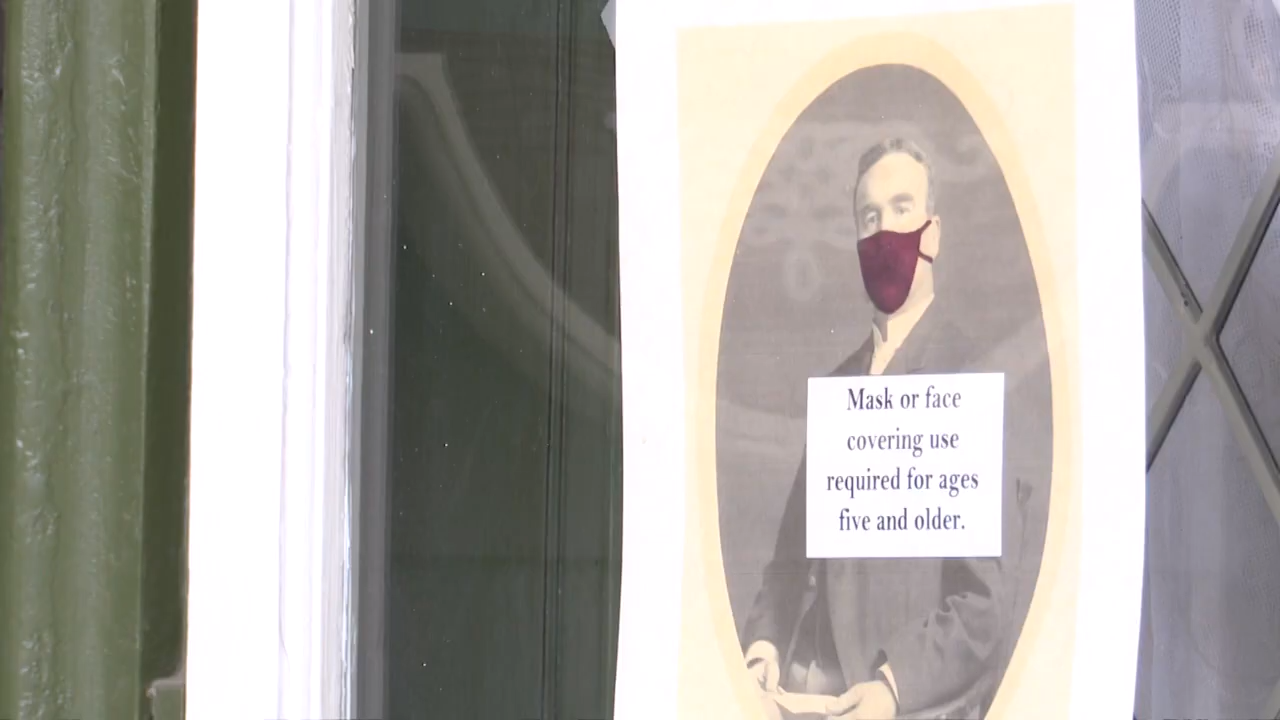 Mask or face
covering use
required for ages
five and older.